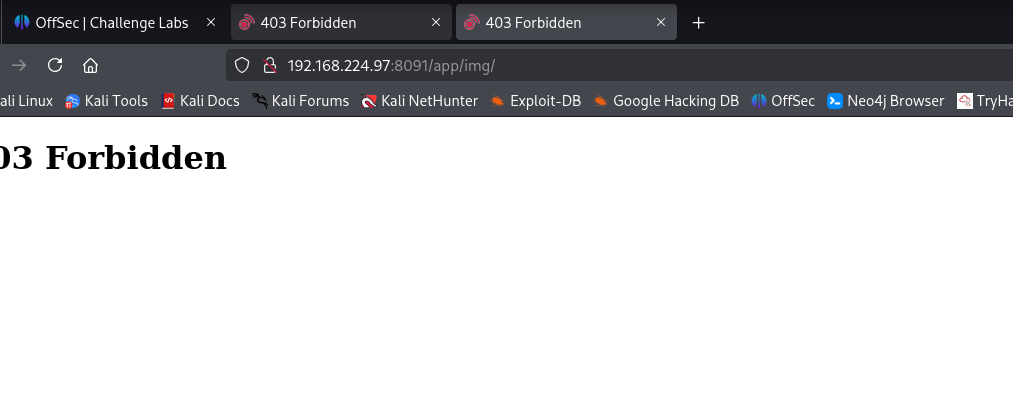 OffSec | Challenge Labs 403 Forbidden 403 Forbidden
192.168.224.97:8091/app/img/
ali Linux Kali Tools Kali Docs Kali Forums Kali NetHunter Exploit-DB Google Hacking DB OffSec Neo4j Browser TryHa
03 Forbidden